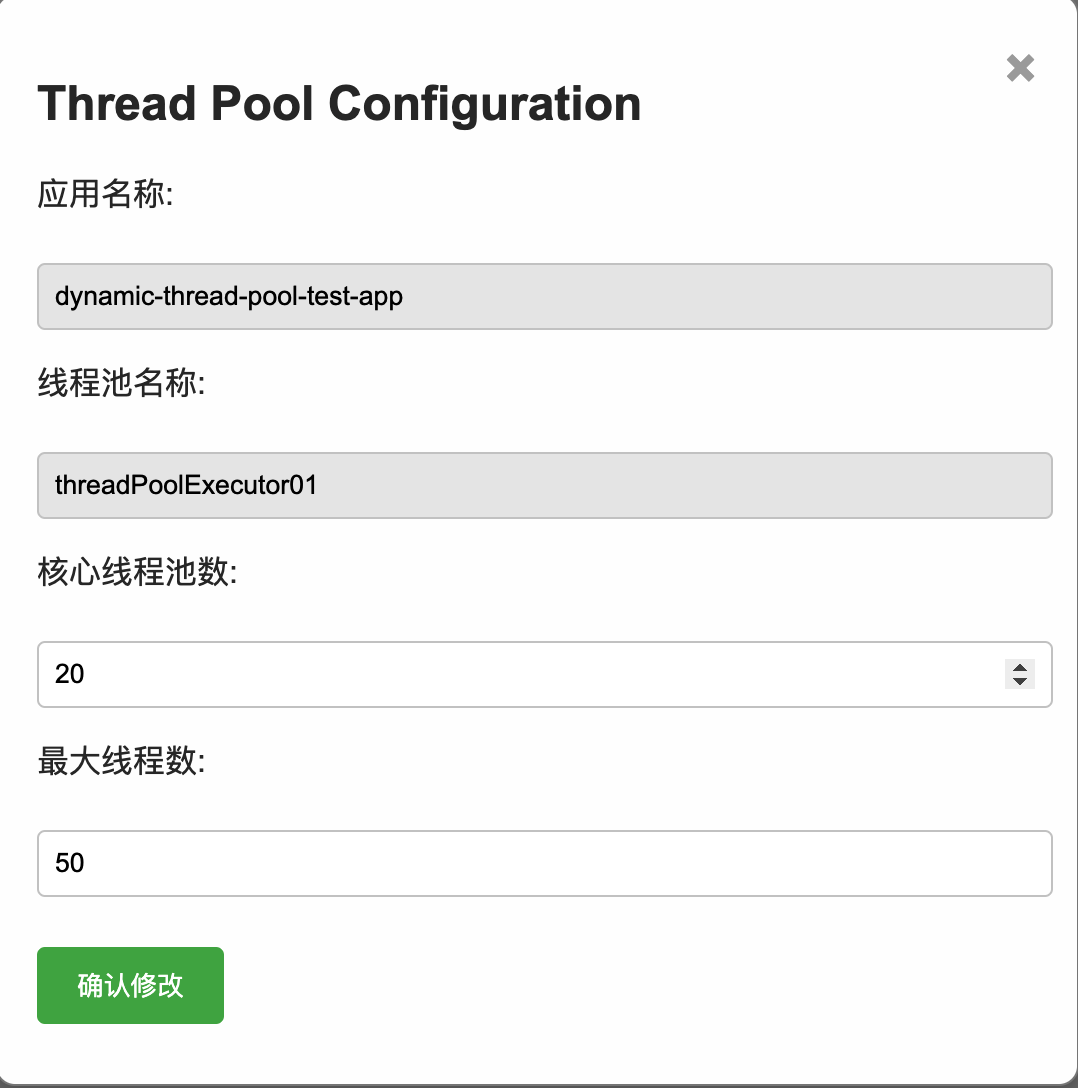 Thread Pool Configuration
应用名称:
dynamic-thread-pool-test-app
线程池名称:
threadPoolExecutor01
核心线程池数:
20
最大线程数:
50
确认修改